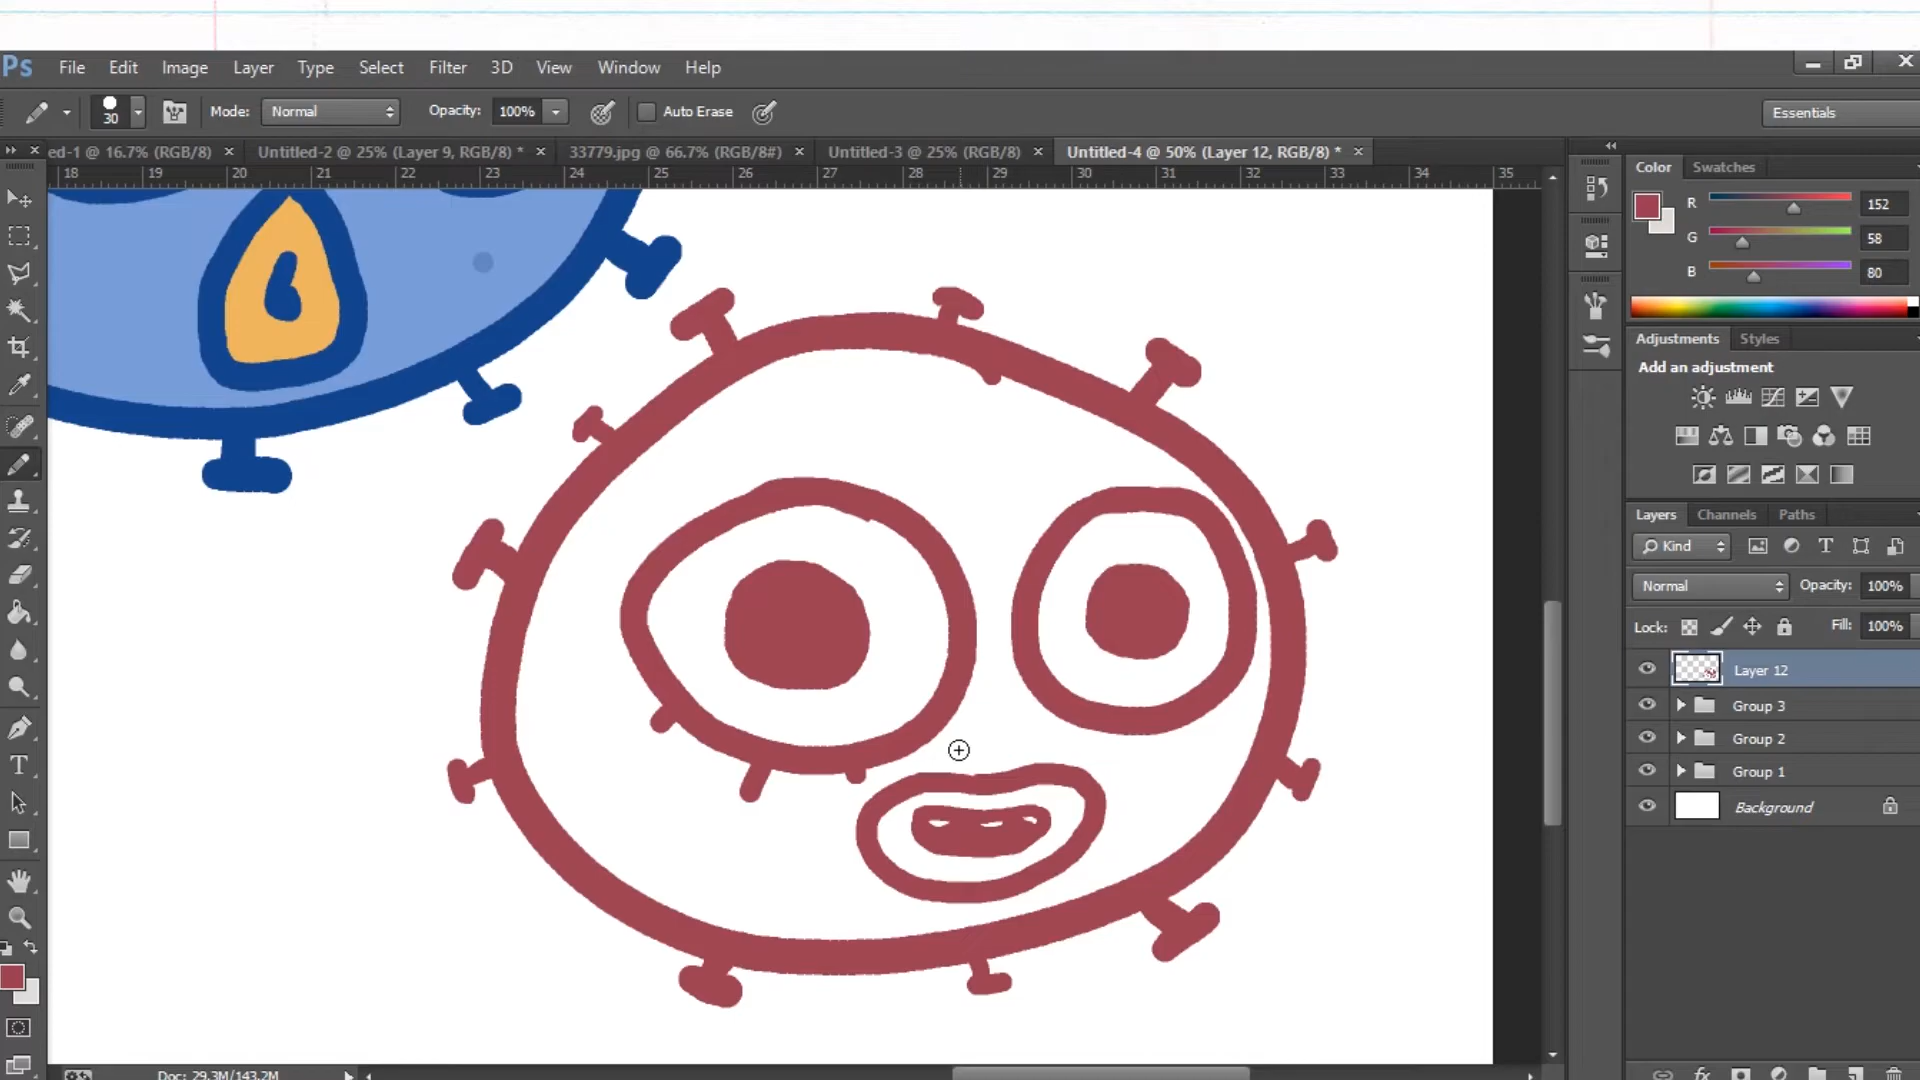 Ps File Edit Image Layer Type Select Filter 3D View Window Help
30 Mode: Normal Opacity: 100% Auto Erase Essentials
ed-1 @ 16.7% (RGB/8) Untitled-2 @ 25% (Layer 9, RGB/8) * 33779.jpg @ 66.7% (RGB/8#) Untitled-3 @ 25% (RGB/8) Untitled-4 @ 50% (Layer 12, RGB/8) *
18 19 20 21 22 23 24 25 26 27 28 29 30 31 32 33 34 35
Color Swatches
R 152
G 58
B 80
Adjustments Styles
Add an adjustment
Layers Channels Paths
Kind T
Normal Opacity: 100%
Lock: Fill: 100%
Layer 12
Group 3
Group 2
Group 1
Background
T
Doc: 29.3M/143.2M
fx